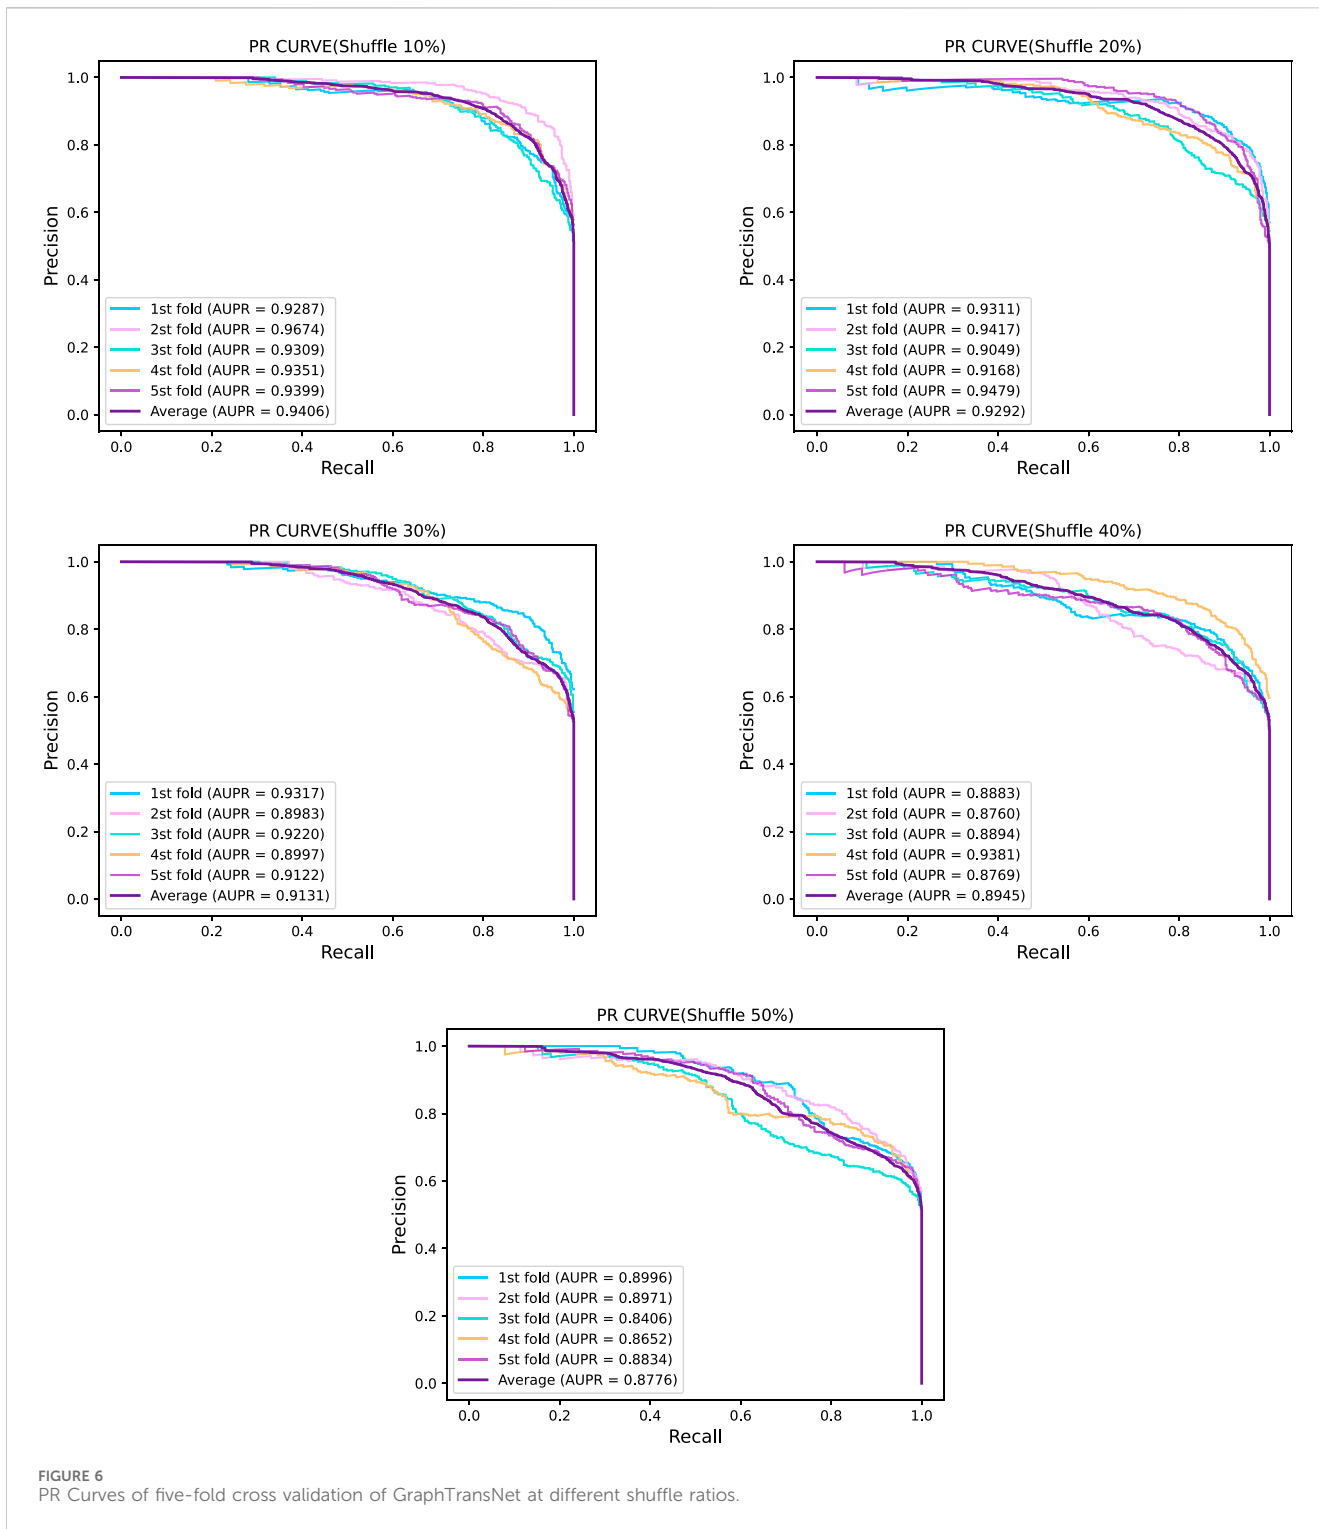 PR CURVE(Shuffle 10%)
1.0
0.8
0.6
0.4
0.2
0.0
Precision
1st fold (AUPR = 0.9287)
2st fold (AUPR = 0.9674)
3st fold (AUPR = 0.9309)
4st fold (AUPR = 0.9351)
5st fold (AUPR = 0.9399)
Average (AUPR = 0.9406)
0.0 0.2 0.4 0.6 0.8 1.0
Recall
PR CURVE(Shuffle 20%)
1.0
0.8
0.6
0.4
0.2
0.0
Precision
1st fold (AUPR = 0.9311)
2st fold (AUPR = 0.9417)
3st fold (AUPR = 0.9049)
4st fold (AUPR = 0.9168)
5st fold (AUPR = 0.9479)
Average (AUPR = 0.9292)
0.0 0.2 0.4 0.6 0.8 1.0
Recall
PR CURVE(Shuffle 30%)
1.0
0.8
0.6
0.4
0.2
0.0
Precision
1st fold (AUPR = 0.9317)
2st fold (AUPR = 0.8983)
3st fold (AUPR = 0.9220)
4st fold (AUPR = 0.8997)
5st fold (AUPR = 0.9122)
Average (AUPR = 0.9131)
0.0 0.2 0.4 0.6 0.8 1.0
Recall
PR CURVE(Shuffle 40%)
1.0
0.8
0.6
0.4
0.2
0.0
Precision
1st fold (AUPR = 0.8883)
2st fold (AUPR = 0.8760)
3st fold (AUPR = 0.8894)
4st fold (AUPR = 0.9381)
5st fold (AUPR = 0.8769)
Average (AUPR = 0.8945)
0.0 0.2 0.4 0.6 0.8 1.0
Recall
PR CURVE(Shuffle 50%)
1.0
0.8
0.6
0.4
0.2
0.0
Precision
1st fold (AUPR = 0.8996)
2st fold (AUPR = 0.8971)
3st fold (AUPR = 0.8406)
4st fold (AUPR = 0.8652)
5st fold (AUPR = 0.8834)
Average (AUPR = 0.8776)
0.0 0.2 0.4 0.6 0.8 1.0
Recall
FIGURE 6
PR Curves of five-fold cross validation of GraphTransNet at different shuffle ratios.